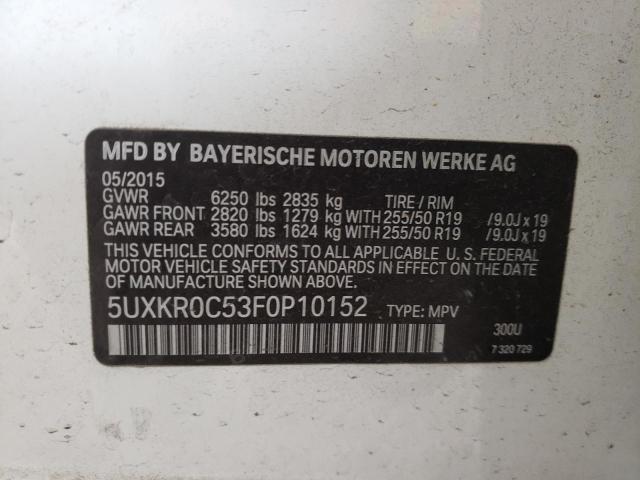 MFD BY BAYERISCHE MOTOREN WERKE AG
05/2015
GVWR 6250 lbs 2835 kg TIRE / RIM
GAWR FRONT 2820 lbs 1279 kg WITH 255/50 R19 /9.0J x 19
GAWR REAR 3580 lbs 1624 kg WITH 255/50 R19 /9.0J x 19
THIS VEHICLE CONFORMS TO ALL APPLICABLE U. S. FEDERAL
MOTOR VEHICLE SAFETY STANDARDS IN EFFECT ON THE DATE
OF MANUFACTURE SHOWN ABOVE.
5UXKR0C53F0P10152 TYPE: MPV
300U
7 320 729